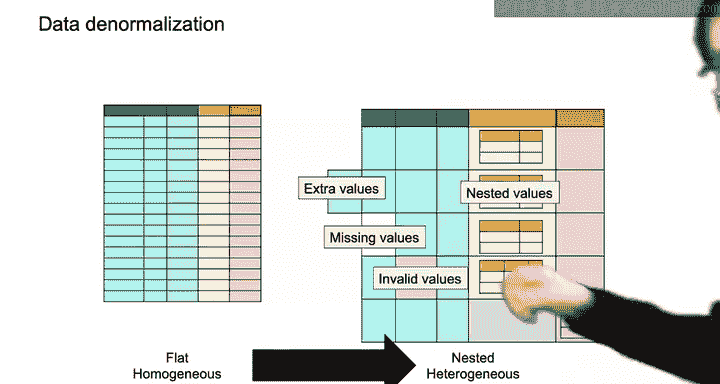 Data denormalization
Extra values
Nested values
Missing values
Invalid values
Flat
Homogeneous
Nested
Heterogeneous